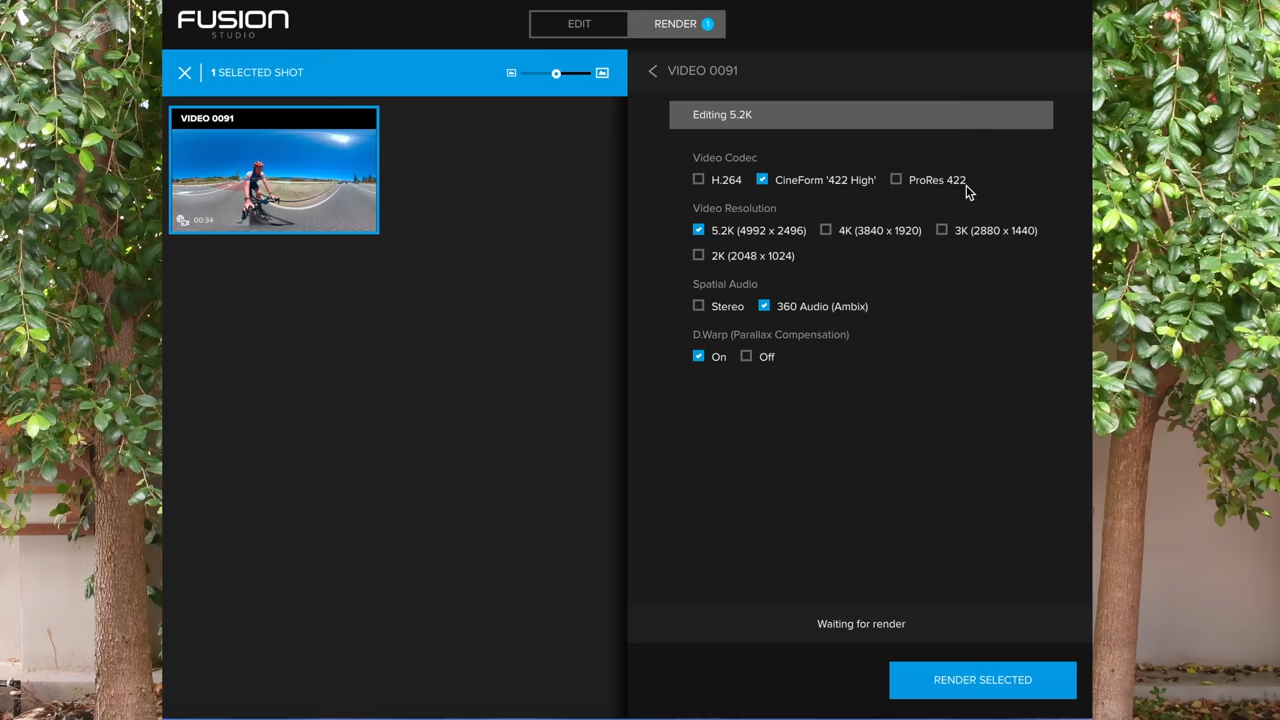 FUSION
STUDIO
EDIT
RENDER 1
1 SELECTED SHOT
VIDEO 0091
00:34
VIDEO 0091
Editing 5.2K
Video Codec
H.264 CineForm '422 High' ProRes 422
Video Resolution
5.2K (4992 x 2496) 4K (3840 x 1920) 3K (2880 x 1440)
2K (2048 x 1024)
Spatial Audio
Stereo 360 Audio (Ambix)
D.Warp (Parallax Compensation)
On Off
Waiting for render
RENDER SELECTED